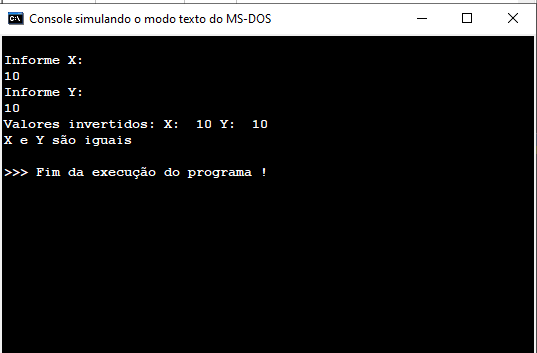 Console simulando o modo texto do MS-DOS
Informe X:
10
Informe Y:
10
Valores invertidos: X:  10 Y:  10
X e Y são iguais
>>> Fim da execução do programa !